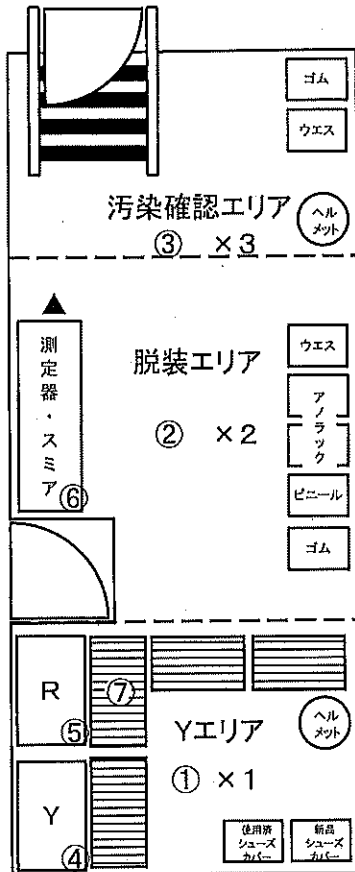 ゴム
ウエス
汚染確認エリア
ヘル
メット
③ ×3
測定器・スミア
⑥
脱装エリア
② ×2
ウエス
アノラック
ビニール
ゴム
R
⑤
⑦
Yエリア
ヘル
メット
① ×1
Y
④
使用済
シューズ
カバー
新品
シューズ
カバー